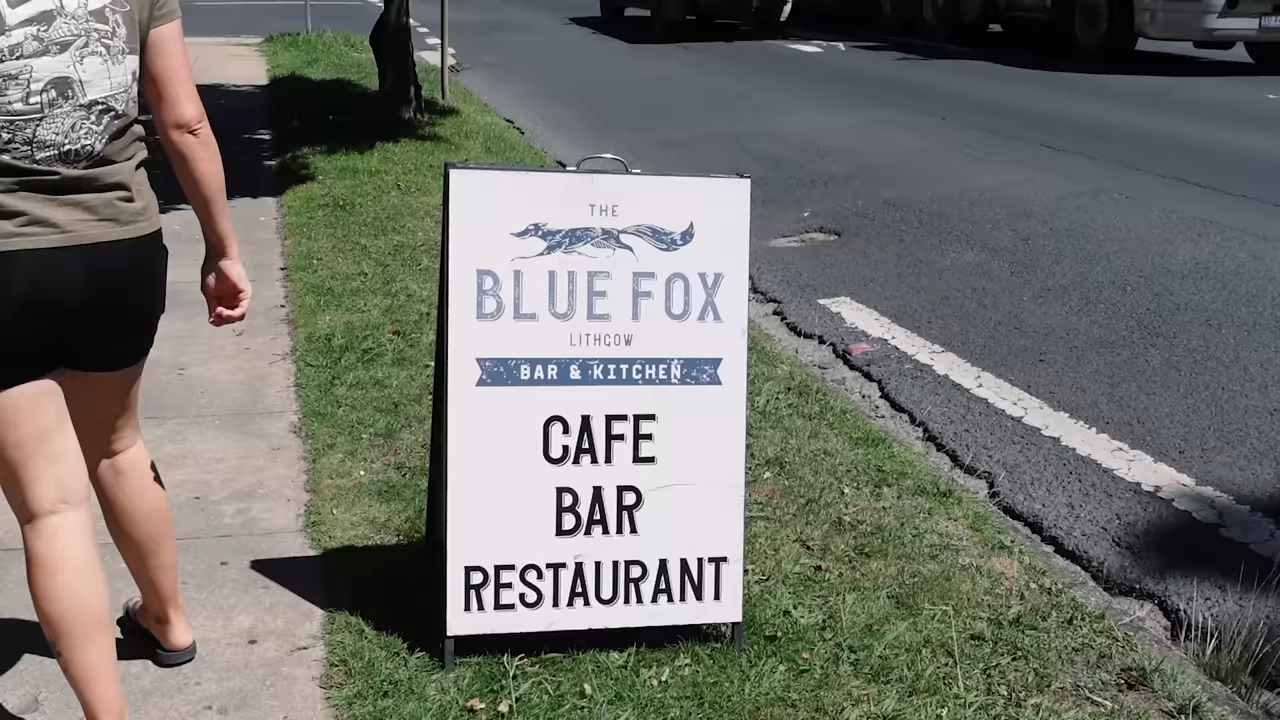 THE
BLUE FOX
LITHGOW
BAR & KITCHEN
CAFE
BAR
RESTAURANT